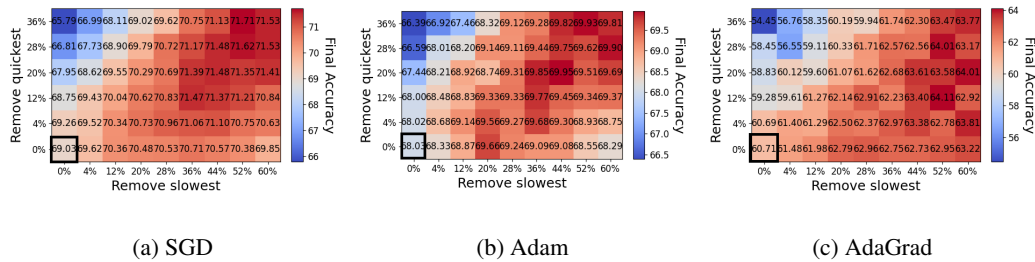 36% 65.79 66.99 68.11 69.02 69.62 70.75 71.13 71.71 71.53
28% 66.81 67.73 68.90 69.79 70.72 71.17 71.48 71.62 71.53
20% 67.95 68.62 69.55 70.29 70.69 71.39 71.48 71.35 71.41
12% 68.75 69.43 70.04 70.62 70.83 71.47 71.37 71.21 70.84
4% 69.26 69.52 70.34 70.73 70.96 71.06 71.10 70.75 70.63
0% 69.03 69.62 70.36 70.48 70.71 70.57 70.38 69.85
0% 4% 12% 20% 28% 36% 44% 52% 60%
Remove slowest
Remove quickest
71
70
69
68
67
66
Final Accuracy
36% 66.39 66.92 67.46 68.32 69.12 69.28 69.72 69.93 69.81
28% 66.59 68.01 68.20 69.14 69.11 69.44 69.75 69.62 69.90
20% 67.44 68.21 68.92 68.74 69.31 69.85 69.95 69.51 69.69
12% 68.00 68.48 68.83 69.33 69.33 69.77 69.45 69.34 69.37
4% 68.02 68.68 69.14 69.56 69.27 69.68 69.30 68.93 68.75
0% 68.03 68.33 68.87 69.66 69.24 69.09 69.08 68.55 68.29
0% 4% 12% 20% 28% 36% 44% 52% 60%
Remove slowest
Remove quickest
69.5
69.0
68.5
68.0
67.5
67.0
66.5
Final Accuracy
36% 54.45 56.76 58.35 60.19 59.94 61.74 62.30 63.47 63.77
28% 58.45 56.55 59.11 60.33 61.71 62.57 62.56 64.01 63.17
20% 58.83 60.12 59.60 61.07 61.62 62.68 63.61 63.58 64.01
12% 59.25 59.61 61.27 62.14 62.91 62.23 63.40 64.11 62.92
4% 60.69 61.40 61.29 62.50 62.37 62.94 63.38 62.78 63.81
0% 60.71 61.48 61.98 62.79 62.96 62.75 62.73 62.95 63.22
0% 4% 12% 20% 28% 36% 44% 52% 60%
Remove slowest
Remove quickest
64
62
60
58
56
Final Accuracy
(a) SGD
(b) Adam
(c) AdaGrad